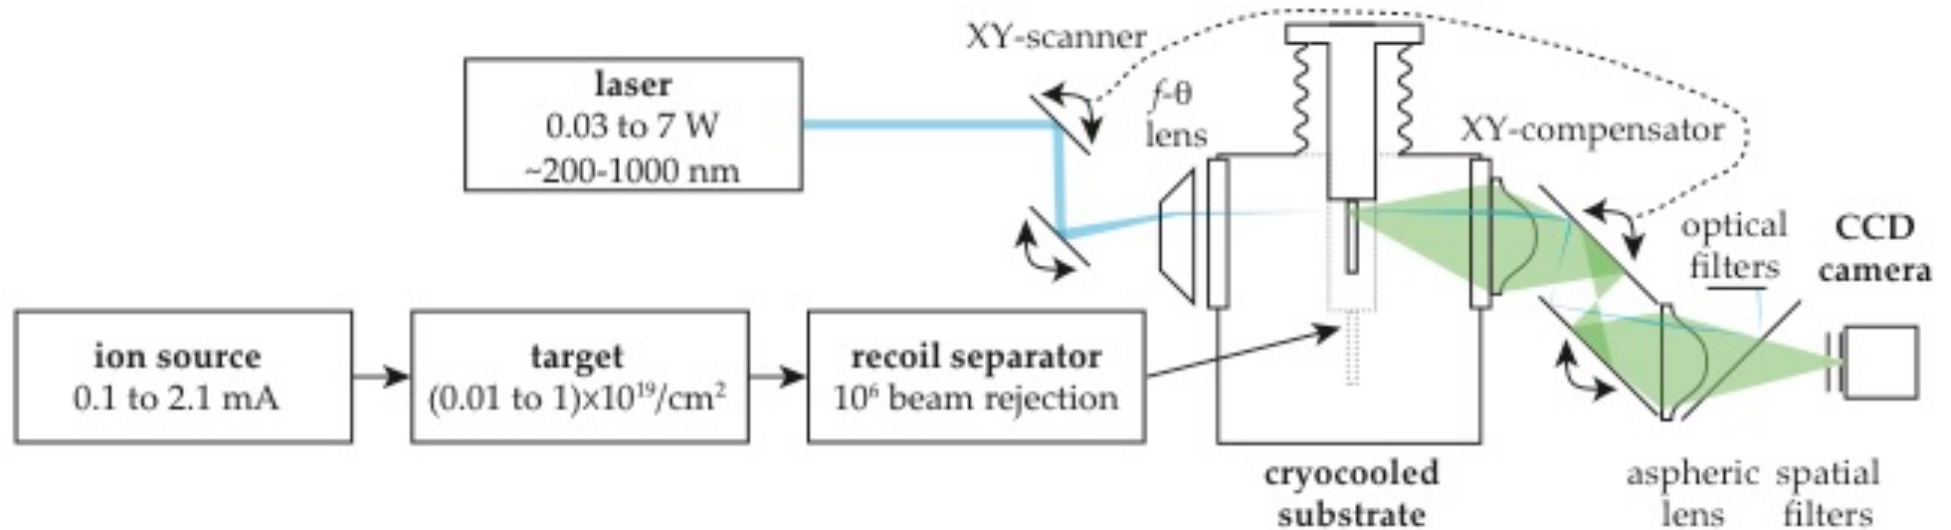 XY-scanner
laser
0.03 to 7 W
~200-1000 nm
f-θ
lens
XY-compensator
optical
filters
CCD
camera
ion source
0.1 to 2.1 mA
target
(0.01 to 1)×10¹⁹/cm²
recoil separator
10⁶ beam rejection
cryocooled
substrate
aspheric
lens
spatial
filters